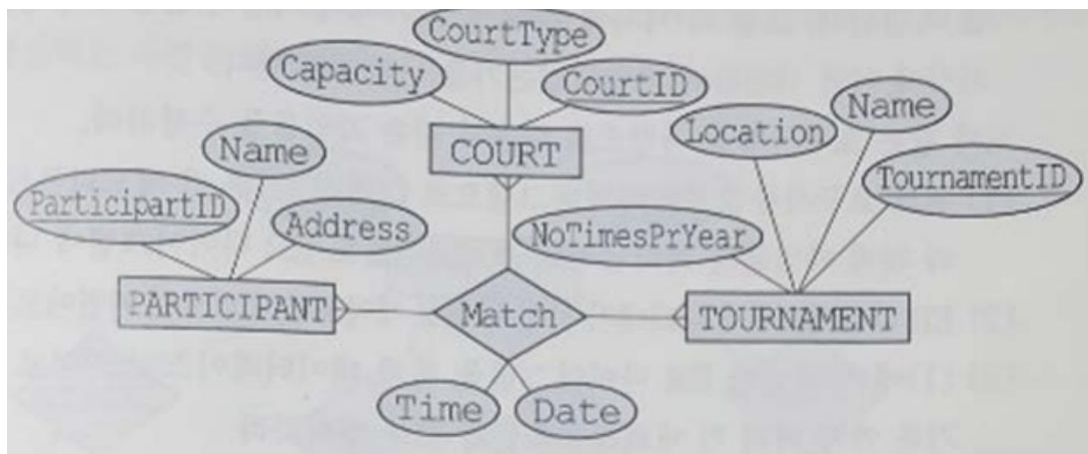 CourtType
Capacity
CourtID
Name
Location
Name
COURT
TournamentID
ParticipartID
Address
NoTimesPrYear
PARTICIPANT
Match
TOURNAMENT
Time
Date